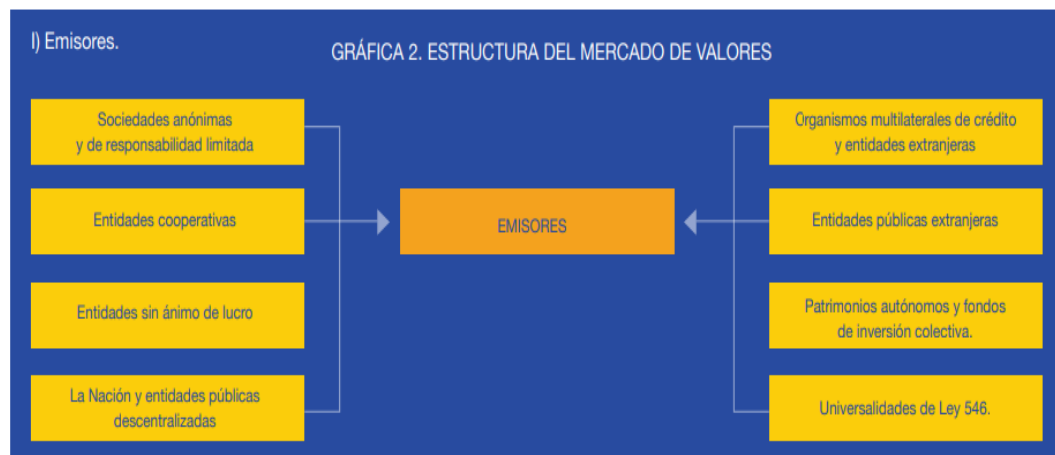 I) Emisores.
GRÁFICA 2. ESTRUCTURA DEL MERCADO DE VALORES
Sociedades anónimas
y de responsabilidad limitada
Entidades cooperativas
Entidades sin ánimo de lucro
La Nación y entidades públicas
descentralizadas
EMISORES
Organismos multilaterales de crédito
y entidades extranjeras
Entidades públicas extranjeras
Patrimonios autónomos y fondos
de inversión colectiva.
Universalidades de Ley 546.